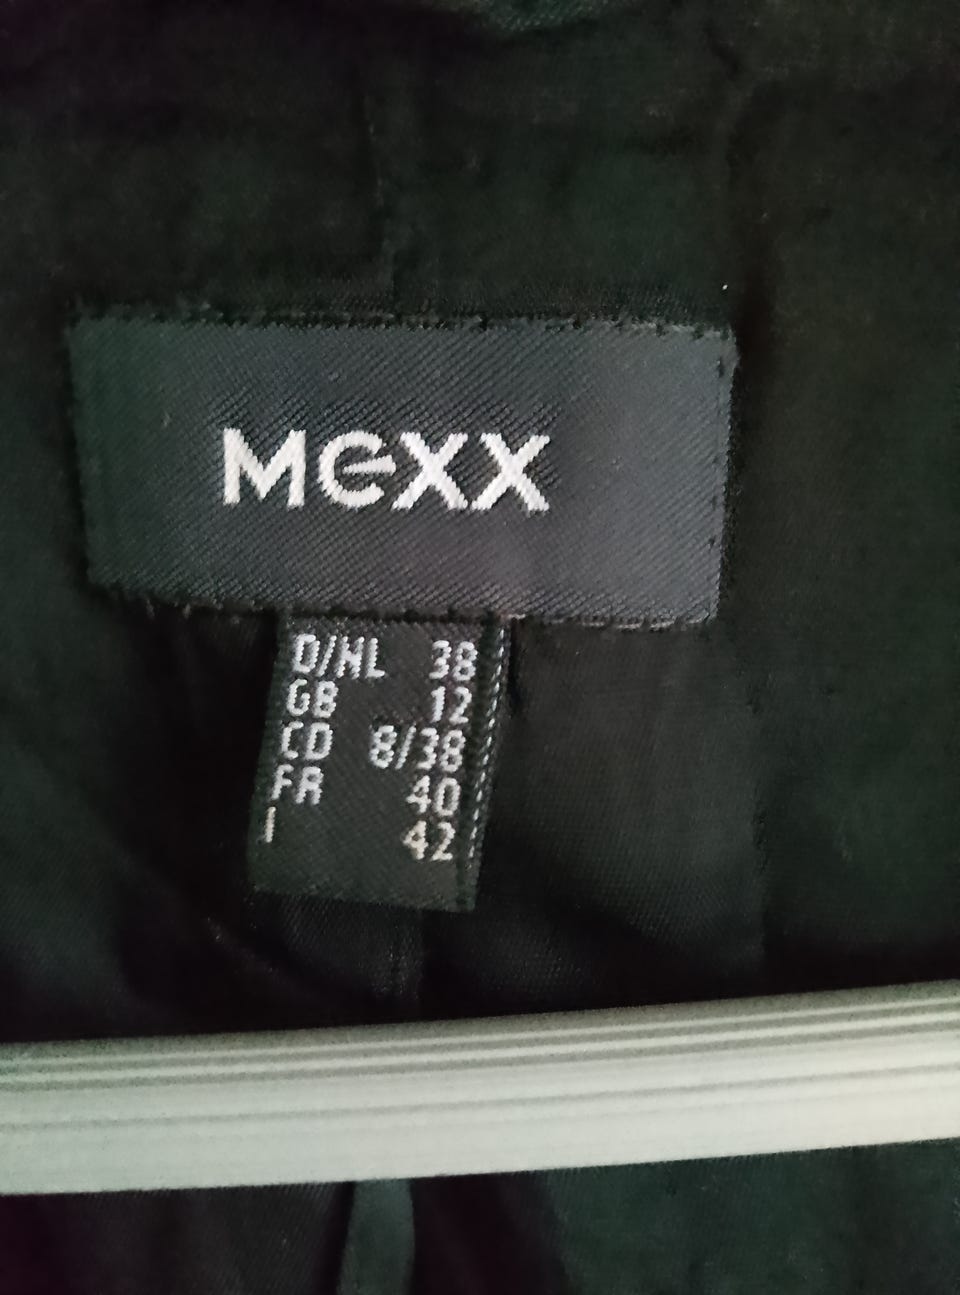 Mexx
D/NL 38
GB 12
CD 8/38
FR 40
I 42